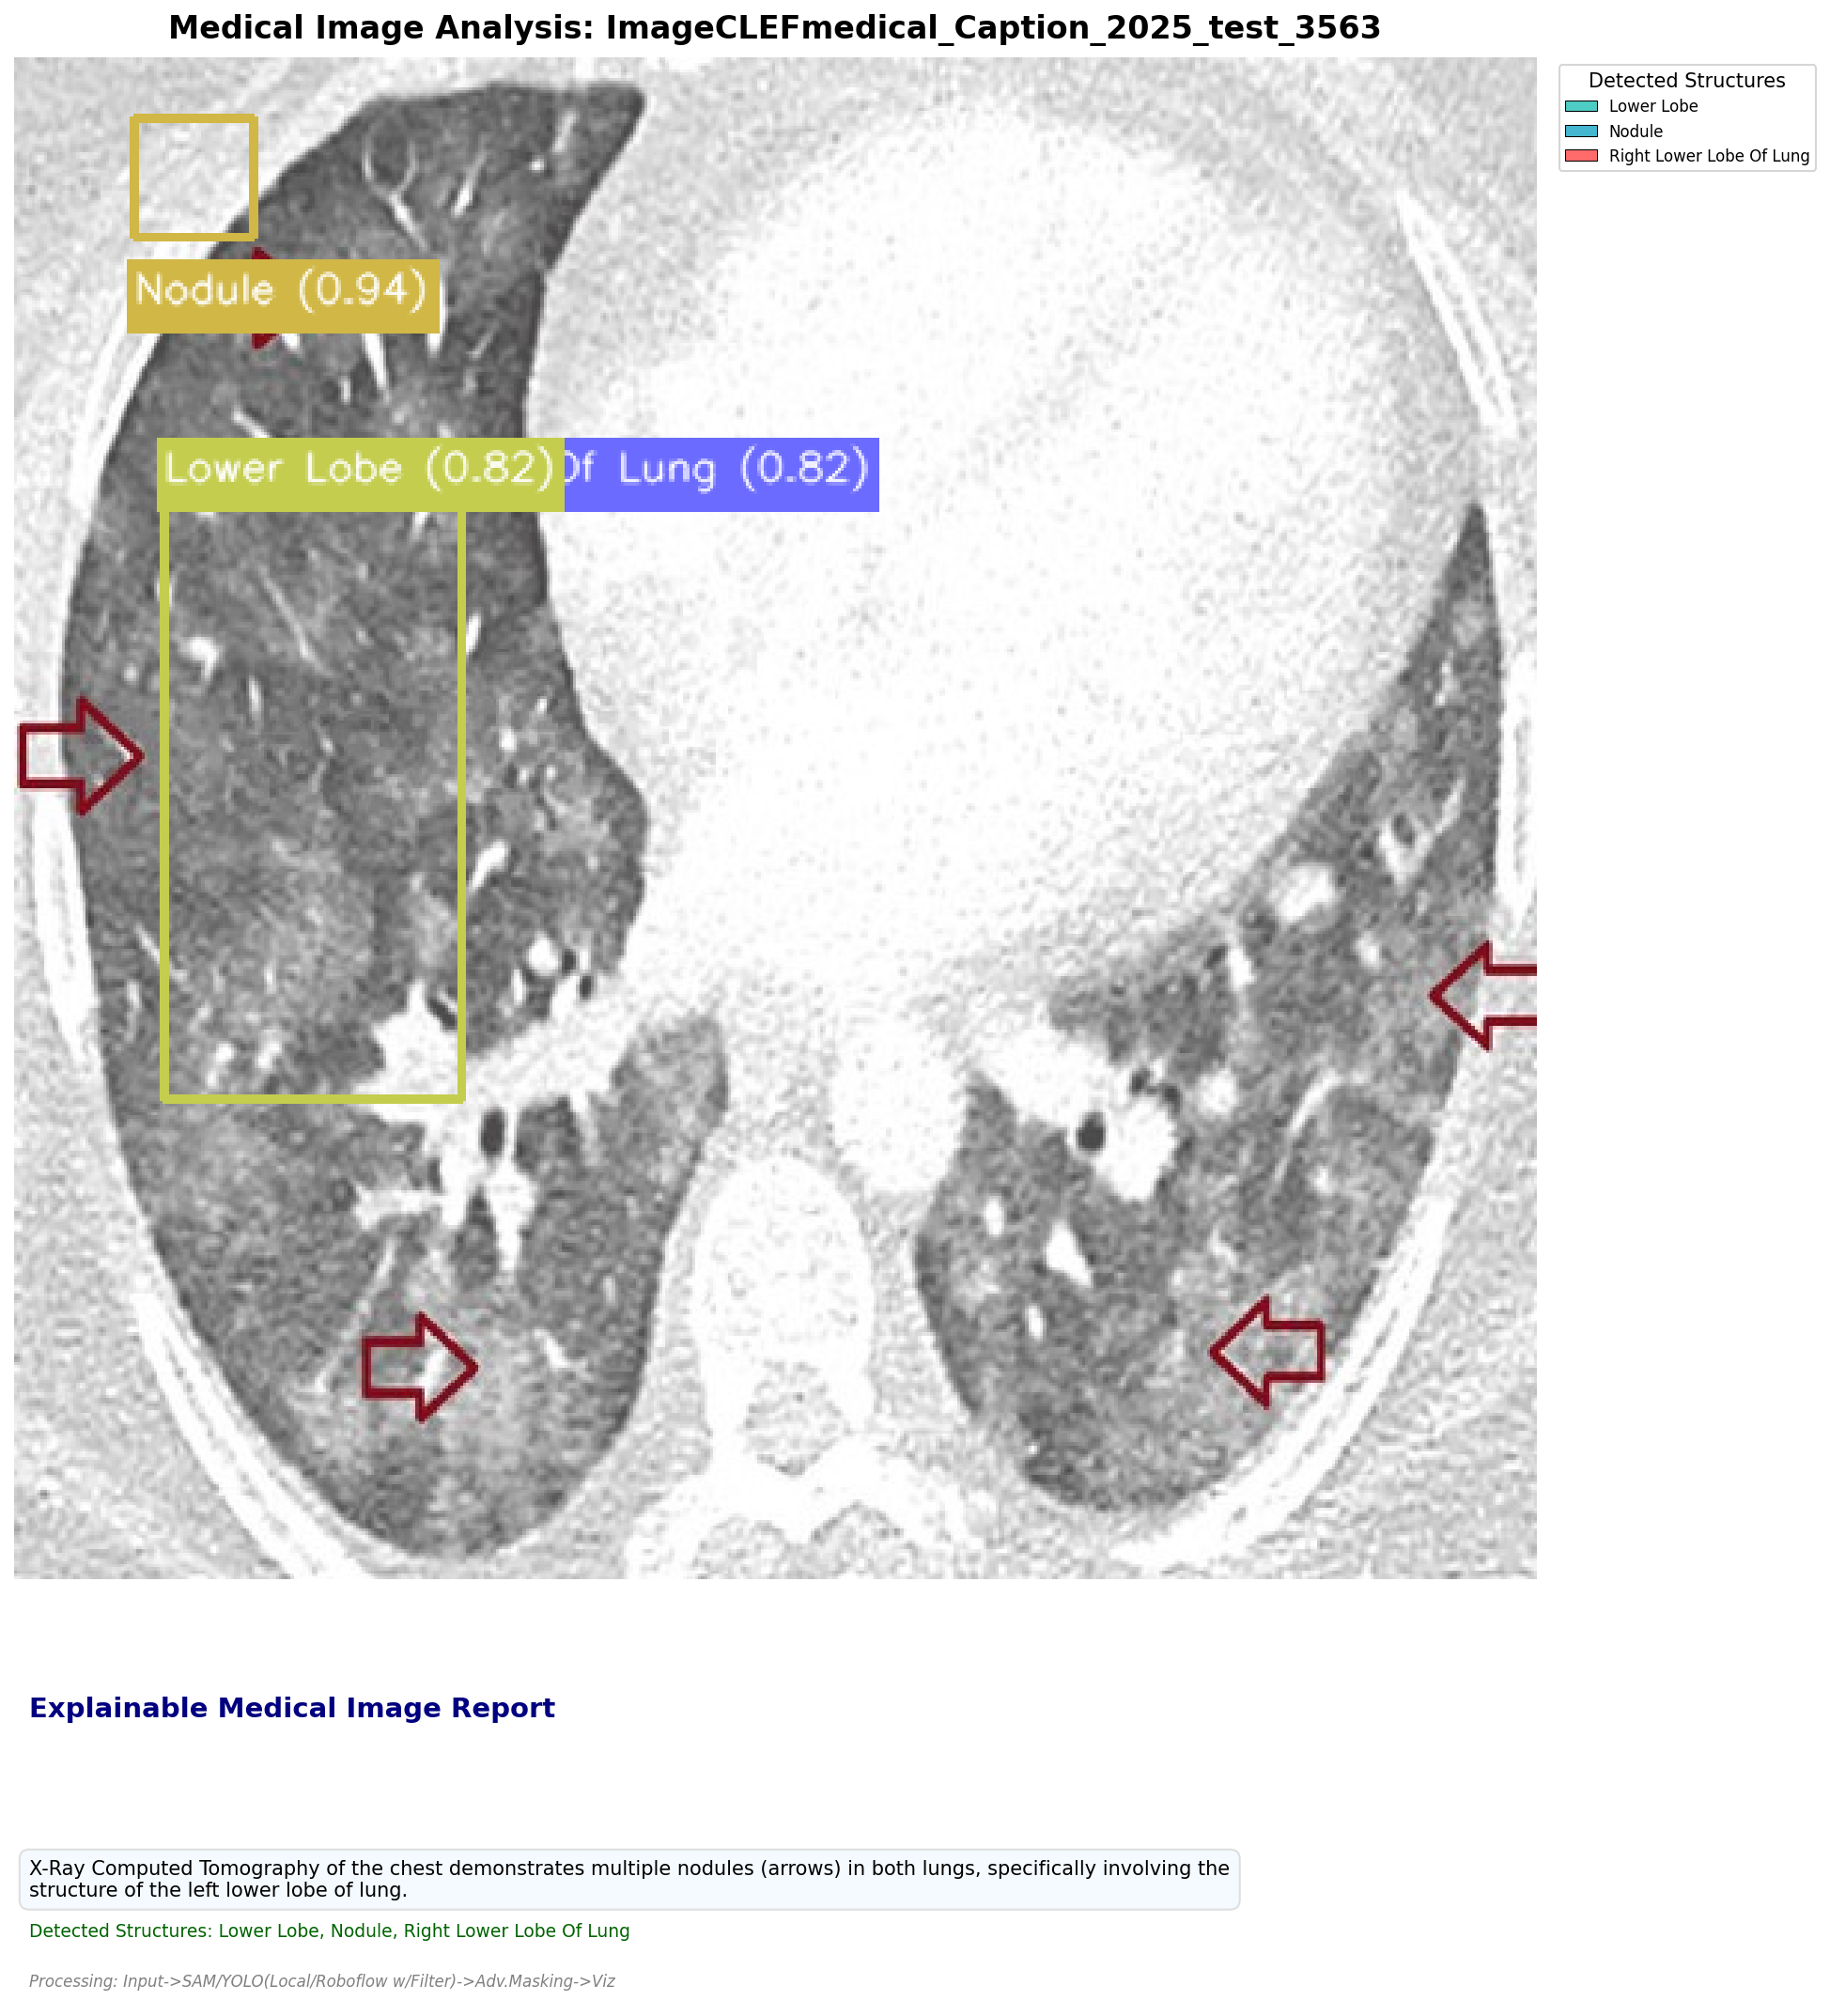 Medical Image Analysis: ImageCLEFmedical_Caption_2025_test_3563
Detected Structures
Lower Lobe
Nodule
Right Lower Lobe Of Lung
Nodule (0.94)
Lower Lobe (0.82)
Of Lung (0.82)
Explainable Medical Image Report
X-Ray Computed Tomography of the chest demonstrates multiple nodules (arrows) in both lungs, specifically involving the
structure of the left lower lobe of lung.
Detected Structures: Lower Lobe, Nodule, Right Lower Lobe Of Lung
Processing: Input->SAM/YOLO(Local/Roboflow w/Filter)->Adv.Masking->Viz